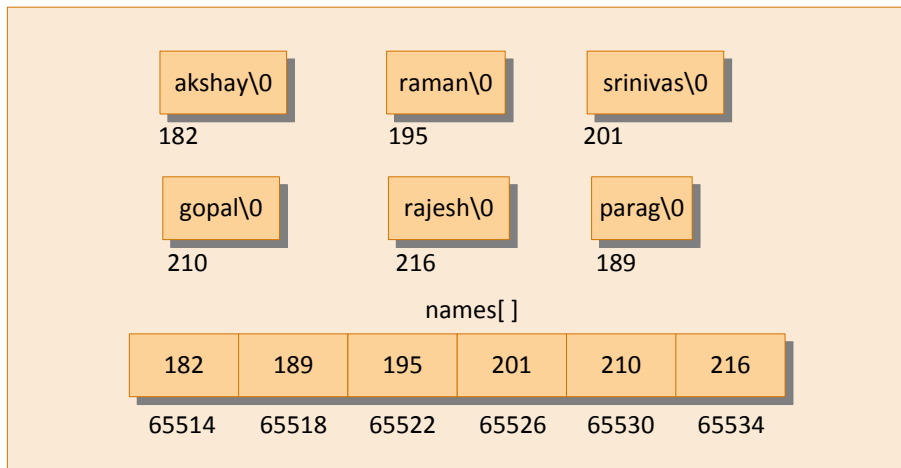 akshay\0 raman\0 srinivas\0
182 195 201
gopal\0 rajesh\0 parag\0
210 216 189
names[ ]
182 189 195 201 210 216
65514 65518 65522 65526 65530 65534